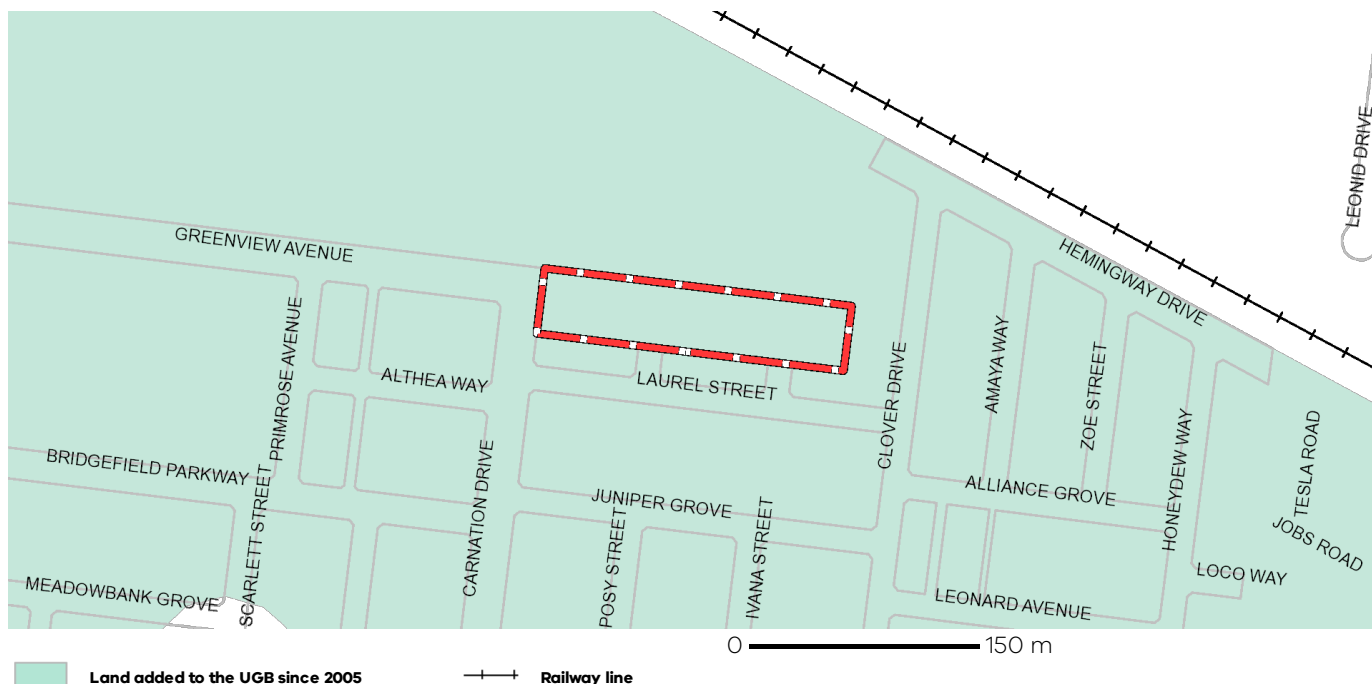 LEONID DRIVE
GREENVIEW AVENUE
HEMINGWAY DRIVE
PRIMROSE AVENUE
ALTHEA WAY
LAUREL STREET
CLOVER DRIVE
AMAYA WAY
ZOE STREET
HONEYDEW WAY
TESLA ROAD
BRIDGEFIELD PARKWAY
SCARLETT STREET
CARNATION DRIVE
JUNIPER GROVE
POSY STREET
IVANA STREET
ALLIANCE GROVE
JOBS ROAD
LOCO WAY
MEADOWBANK GROVE
LEONARD AVENUE
0 150 m
Land added to the UGB since 2005
Railway line